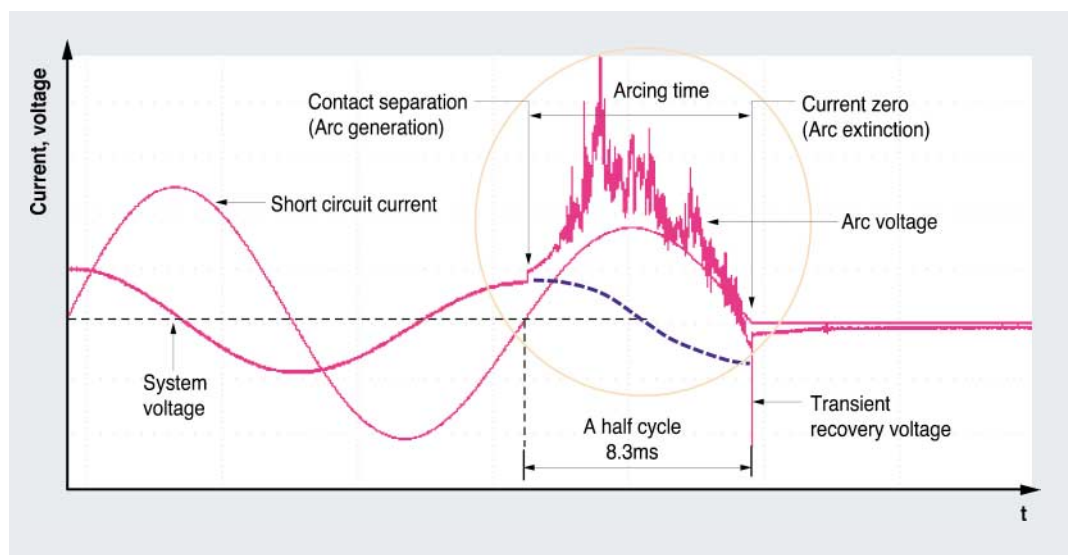 Current, voltage
Contact separation
(Arc generation)
Arcing time
Current zero
(Arc extinction)
Short circuit current
Arc voltage
System
voltage
A half cycle
8.3ms
Transient
recovery voltage
t